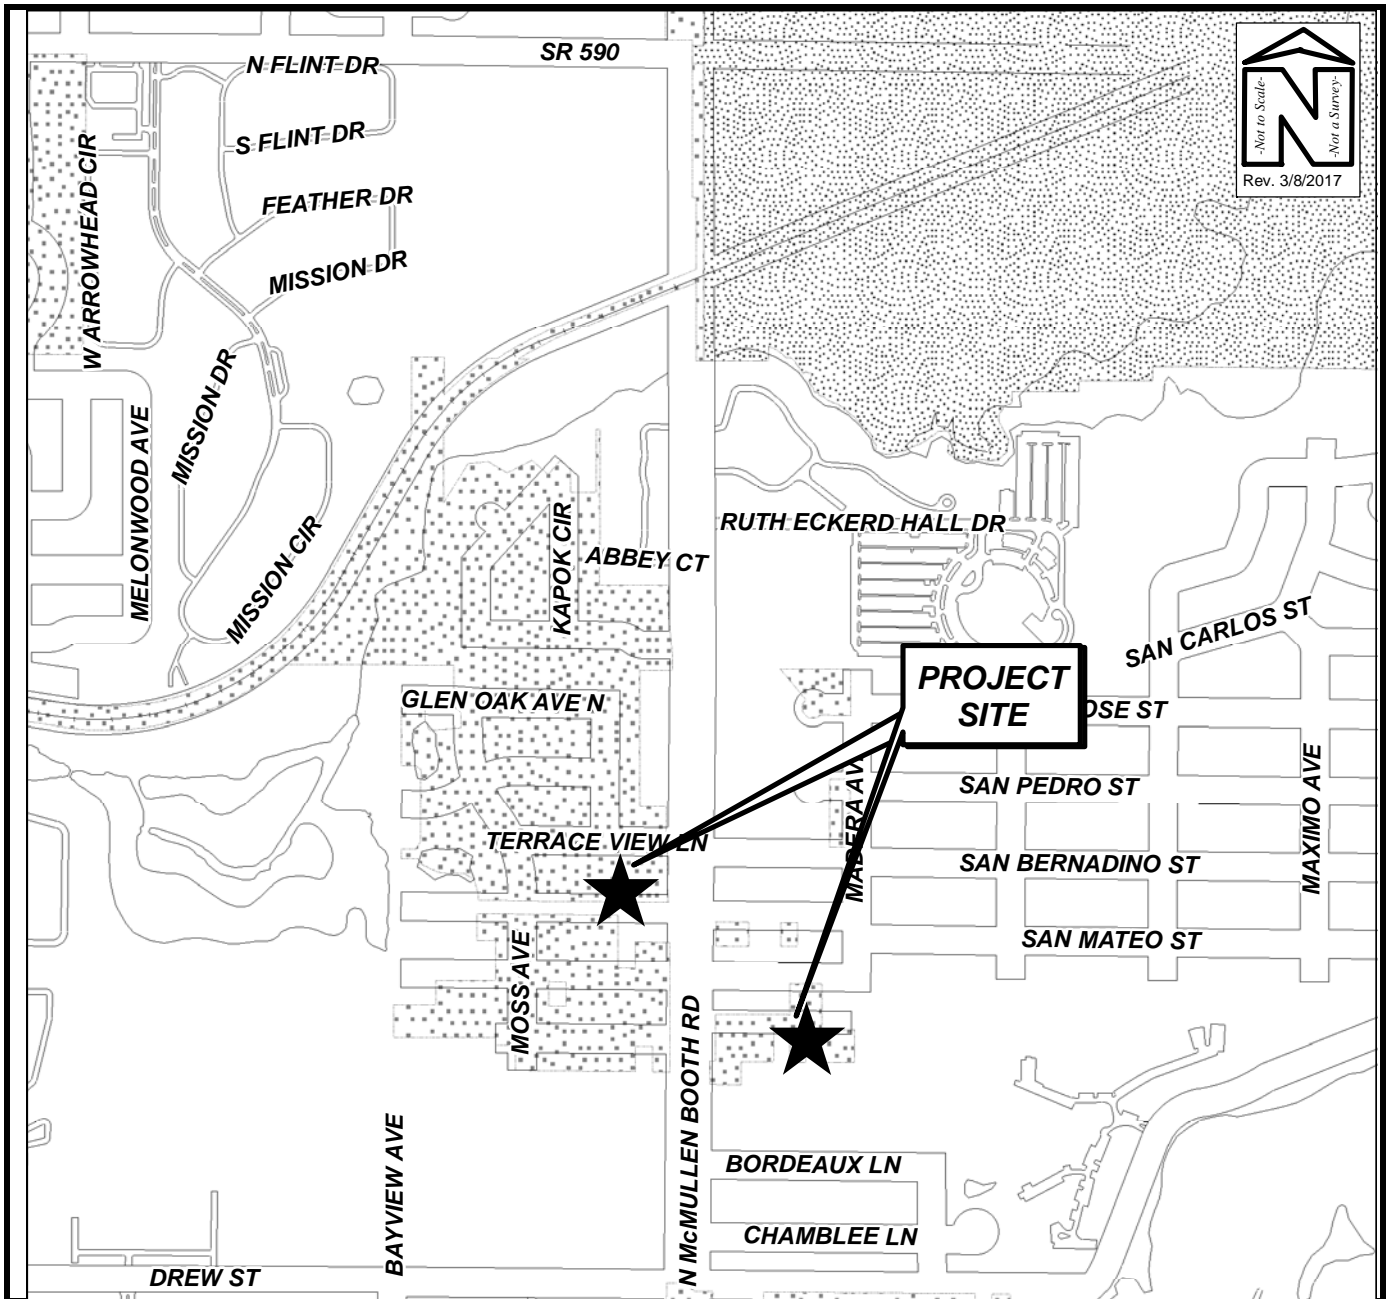 SR 590
N FLINT DR
-Not to Scale-
-Not a Survey-
N
Rev. 3/8/2017
S FLINT DR
W ARROWHEAD CIR
FEATHER DR
MISSION DR
MISSION DR
MELONWOOD AVE
MISSION CIR
KAPOK CIR
ABBEY CT
RUTH ECKERD HALL DR
SAN CARLOS ST
PROJECT
SITE
GLEN OAK AVE N
OSE ST
SAN PEDRO ST
MADERA AVE
MAXIMO AVE
TERRACE VIEW LN
SAN BERNADINO ST
SAN MATEO ST
MOSS AVE
N McMULLEN BOOTH RD
BAYVIEW AVE
BORDEAUX LN
CHAMBLEE LN
DREW ST